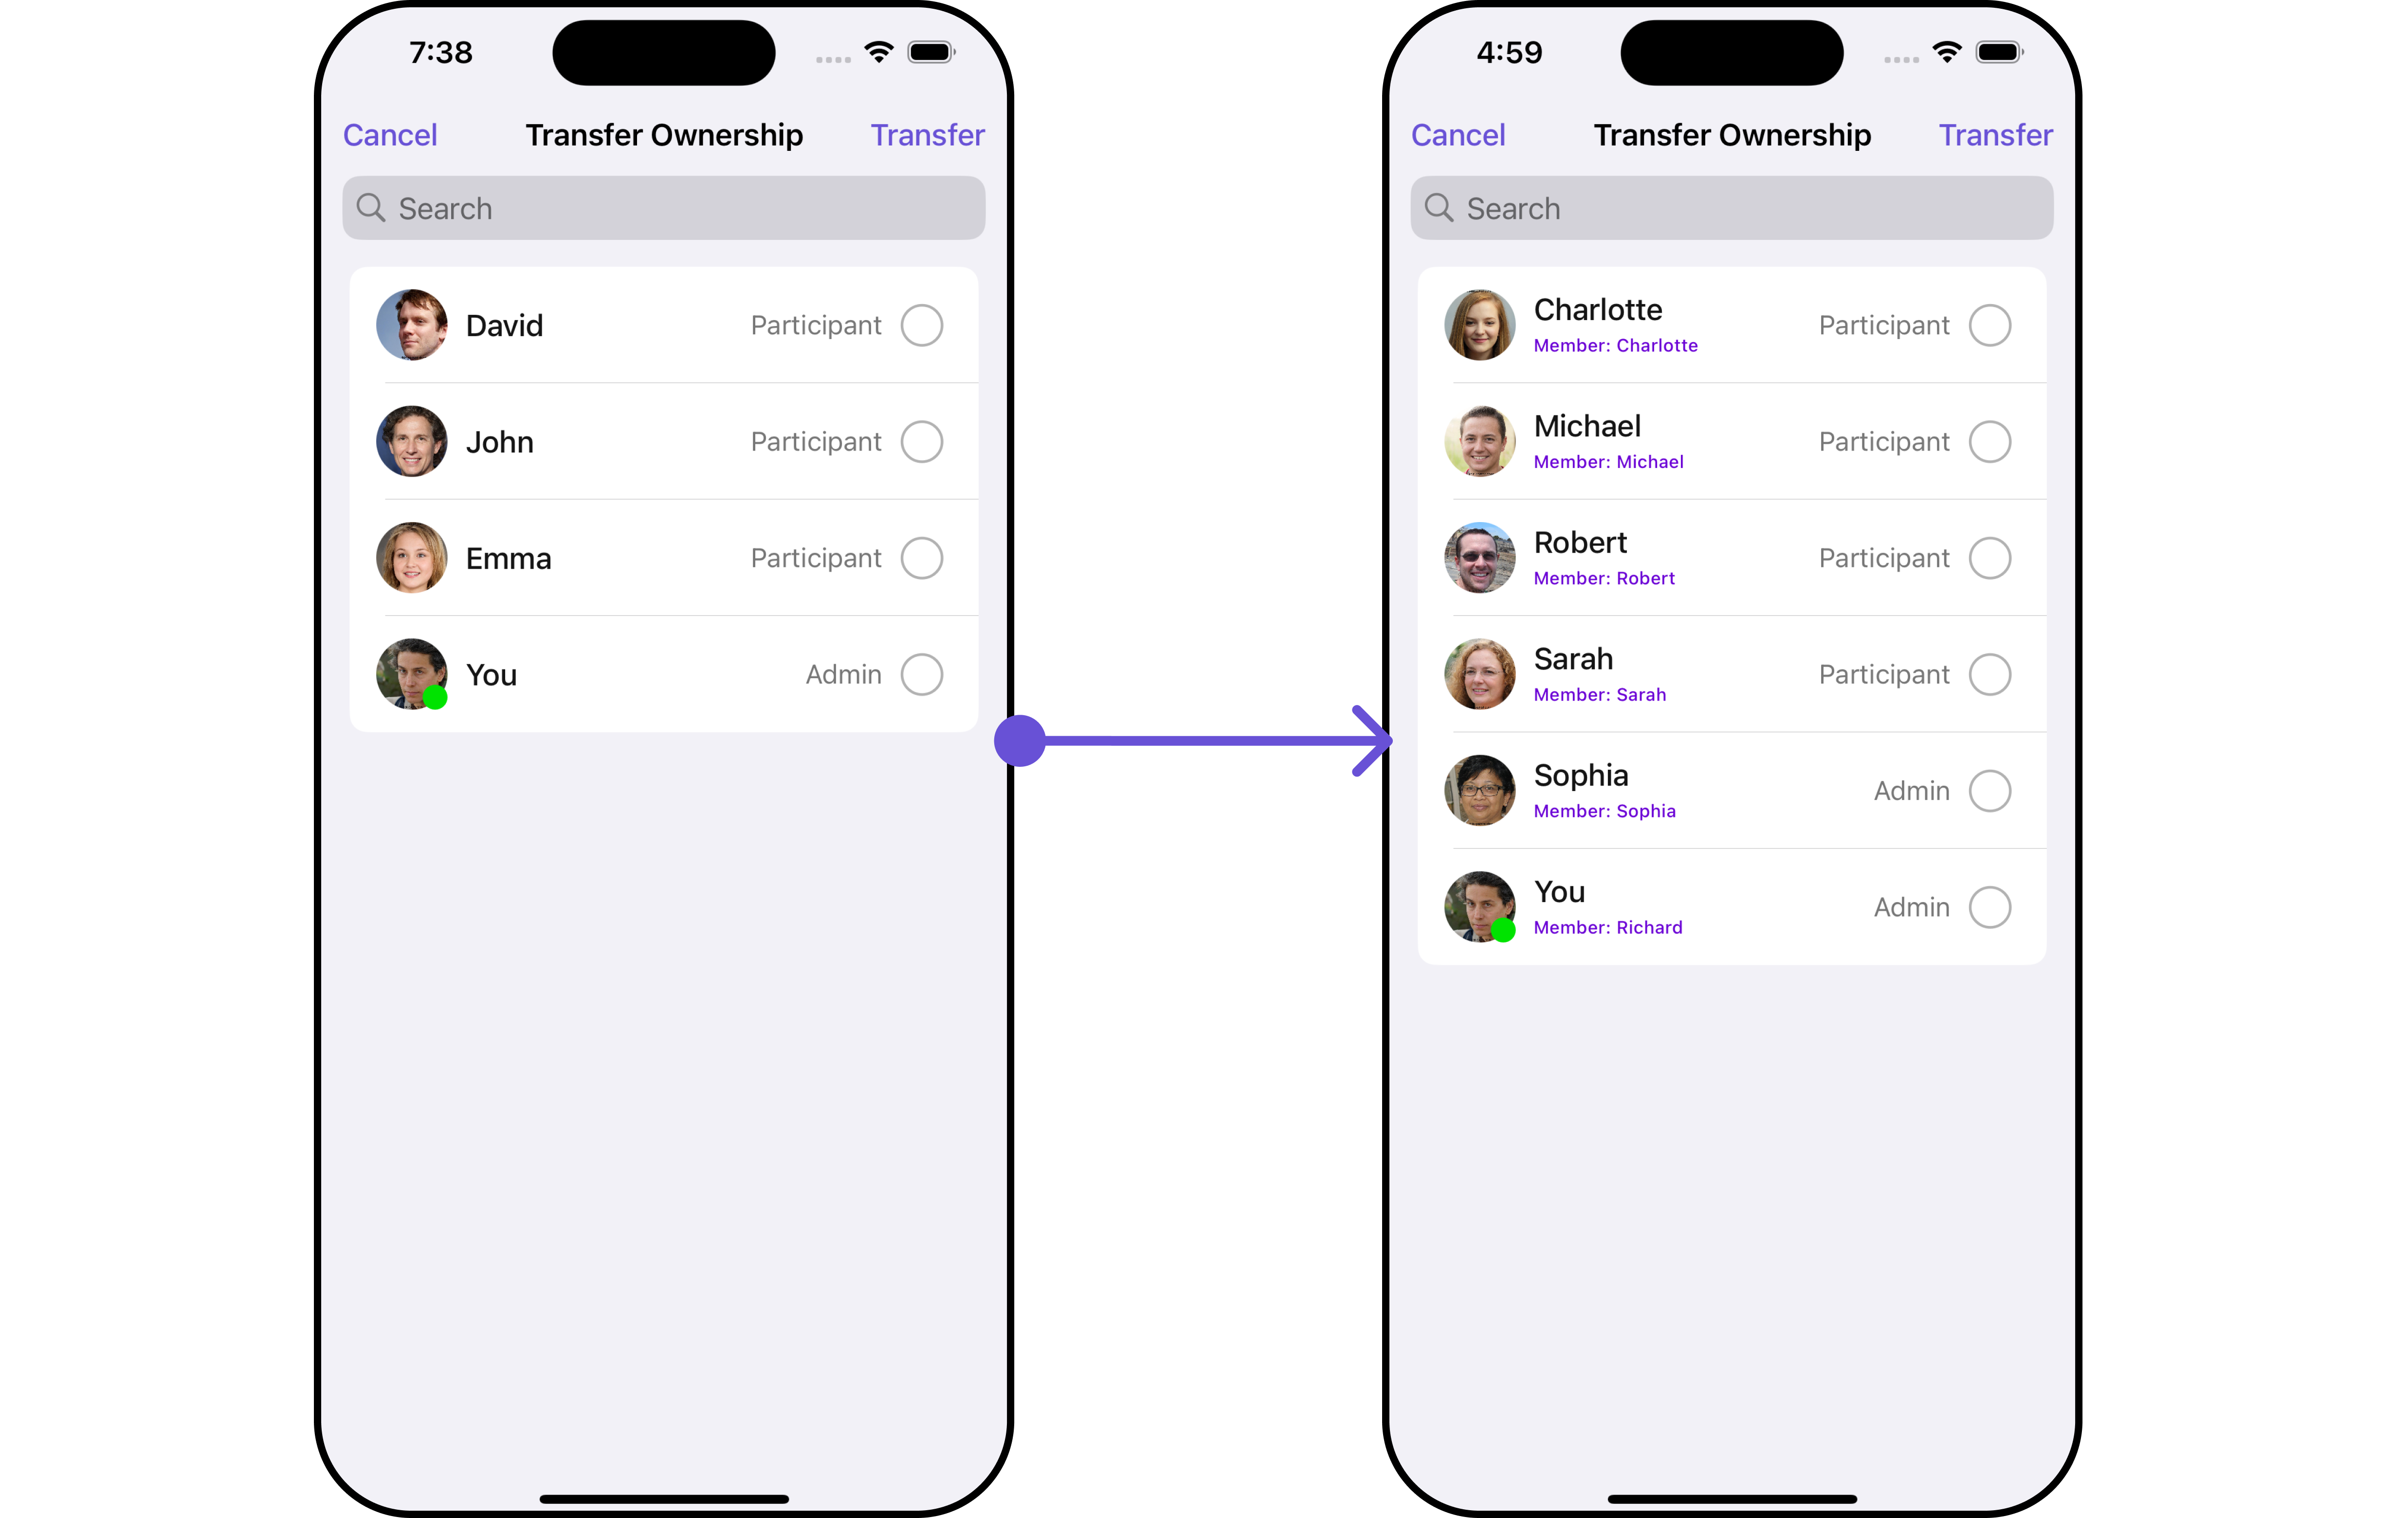 7:38
Cancel Transfer Ownership Transfer
Search
David Participant
John Participant
Emma Participant
You Admin
4:59
Cancel Transfer Ownership Transfer
Search
Charlotte Participant
Member: Charlotte
Michael Participant
Member: Michael
Robert Participant
Member: Robert
Sarah Participant
Member: Sarah
Sophia Admin
Member: Sophia
You Admin
Member: Richard